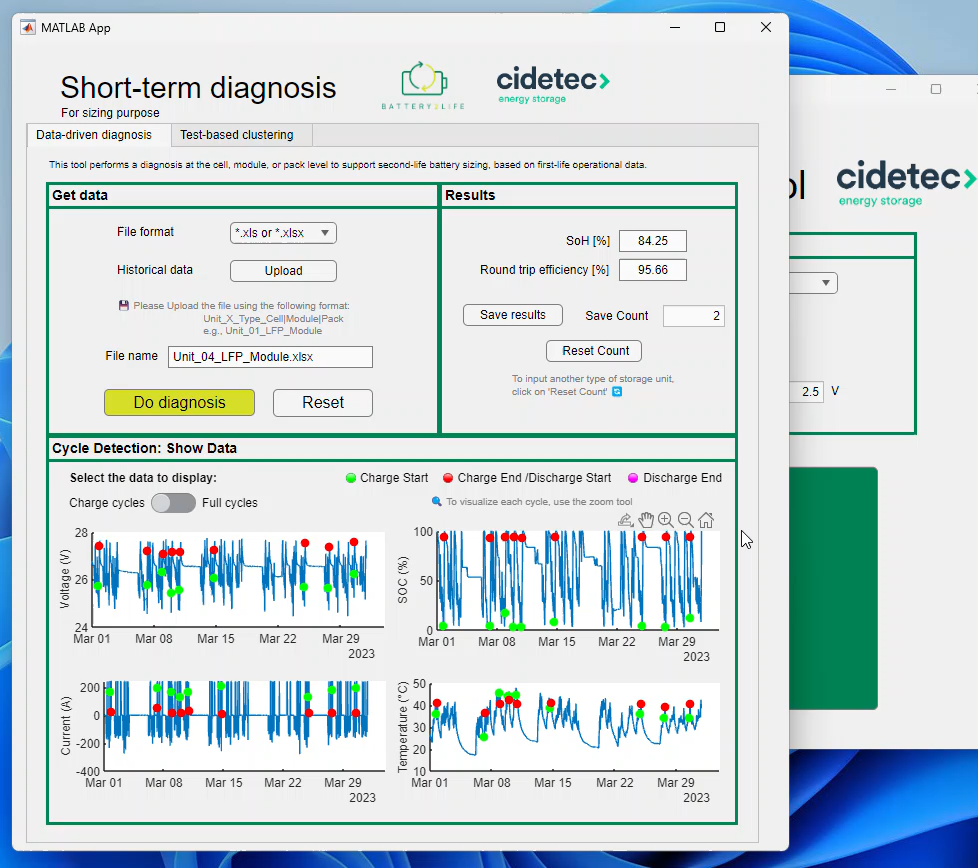 MATLAB App
Short-term diagnosis
For sizing purpose
BATTERY2LIFE
cidetec
energy storage
Data-driven diagnosis
Test-based clustering
This tool performs a diagnosis at the cell, module, or pack level to support second-life battery sizing, based on first-life operational data.
Get data
File format
*.xls or *.xlsx
Historical data
Upload
Please Upload the file using the following format:
Unit_X_Type_Cell|Module|Pack
e.g., Unit_01_LFP_Module
File name
Unit_04_LFP_Module.xlsx
Do diagnosis
Reset
Results
SoH [%]
84.25
Round trip efficiency [%]
95.66
Save results
Save Count
2
Reset Count
To input another type of storage unit,
click on 'Reset Count'
Cycle Detection: Show Data
Select the data to display:
Charge Start
Charge End /Discharge Start
Discharge End
Charge cycles
Full cycles
To visualize each cycle, use the zoom tool
Voltage (V)
28
26
24
Mar 01 Mar 08 Mar 15 Mar 22 Mar 29
2023
SOC (%)
100
50
0
Mar 01 Mar 08 Mar 15 Mar 22 Mar 29
2023
Current (A)
200
0
-200
-400
Mar 01 Mar 08 Mar 15 Mar 22 Mar 29
2023
Temperature (°C)
50
40
30
20
10
Mar 01 Mar 08 Mar 15 Mar 22 Mar 29
2023
ol
cidetec
energy storage
2.5 V